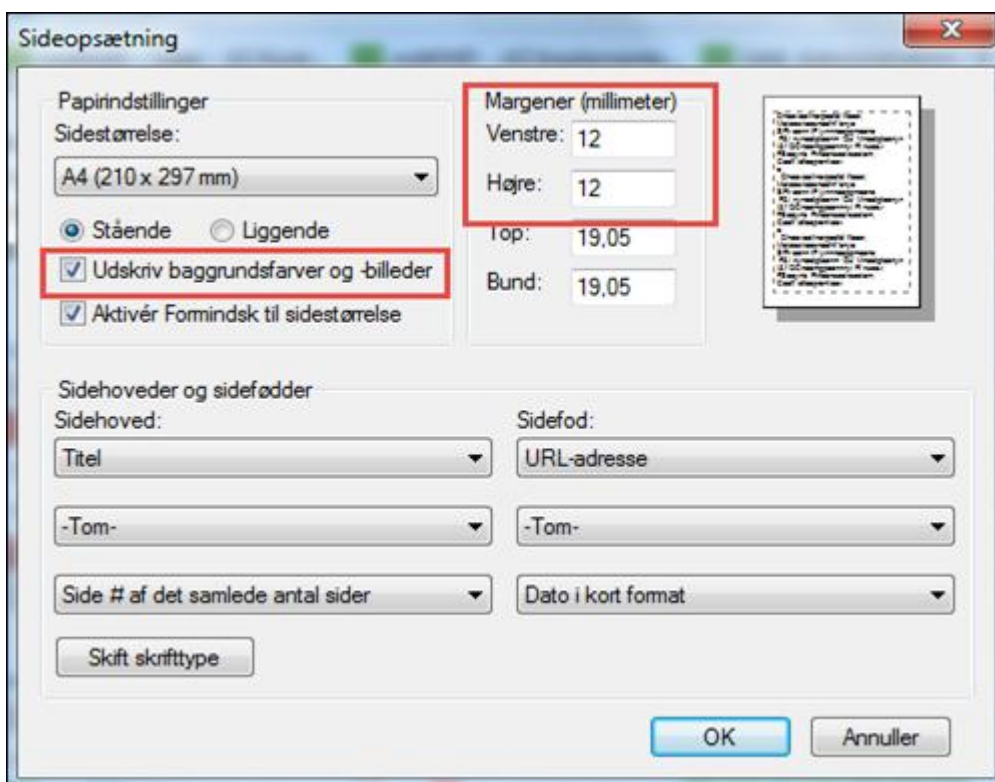 Sideopsætning
Papirindstillinger
Sidestørrelse:
A4 (210 x 297 mm)
Stående
Liggende
Udskriv baggrundsfarver og -billeder
Aktivér Formindsk til sidestørrelse
Margener (millimeter)
Venstre: 12
Højre: 12
Top: 19,05
Bund: 19,05
Sidehoveder og sidefødder
Sidehoved:
Sidefod:
Titel
URL-adresse
-Tom-
-Tom-
Side # af det samlede antal sider
Dato i kort format
Skift skrifttype
OK
Annuller